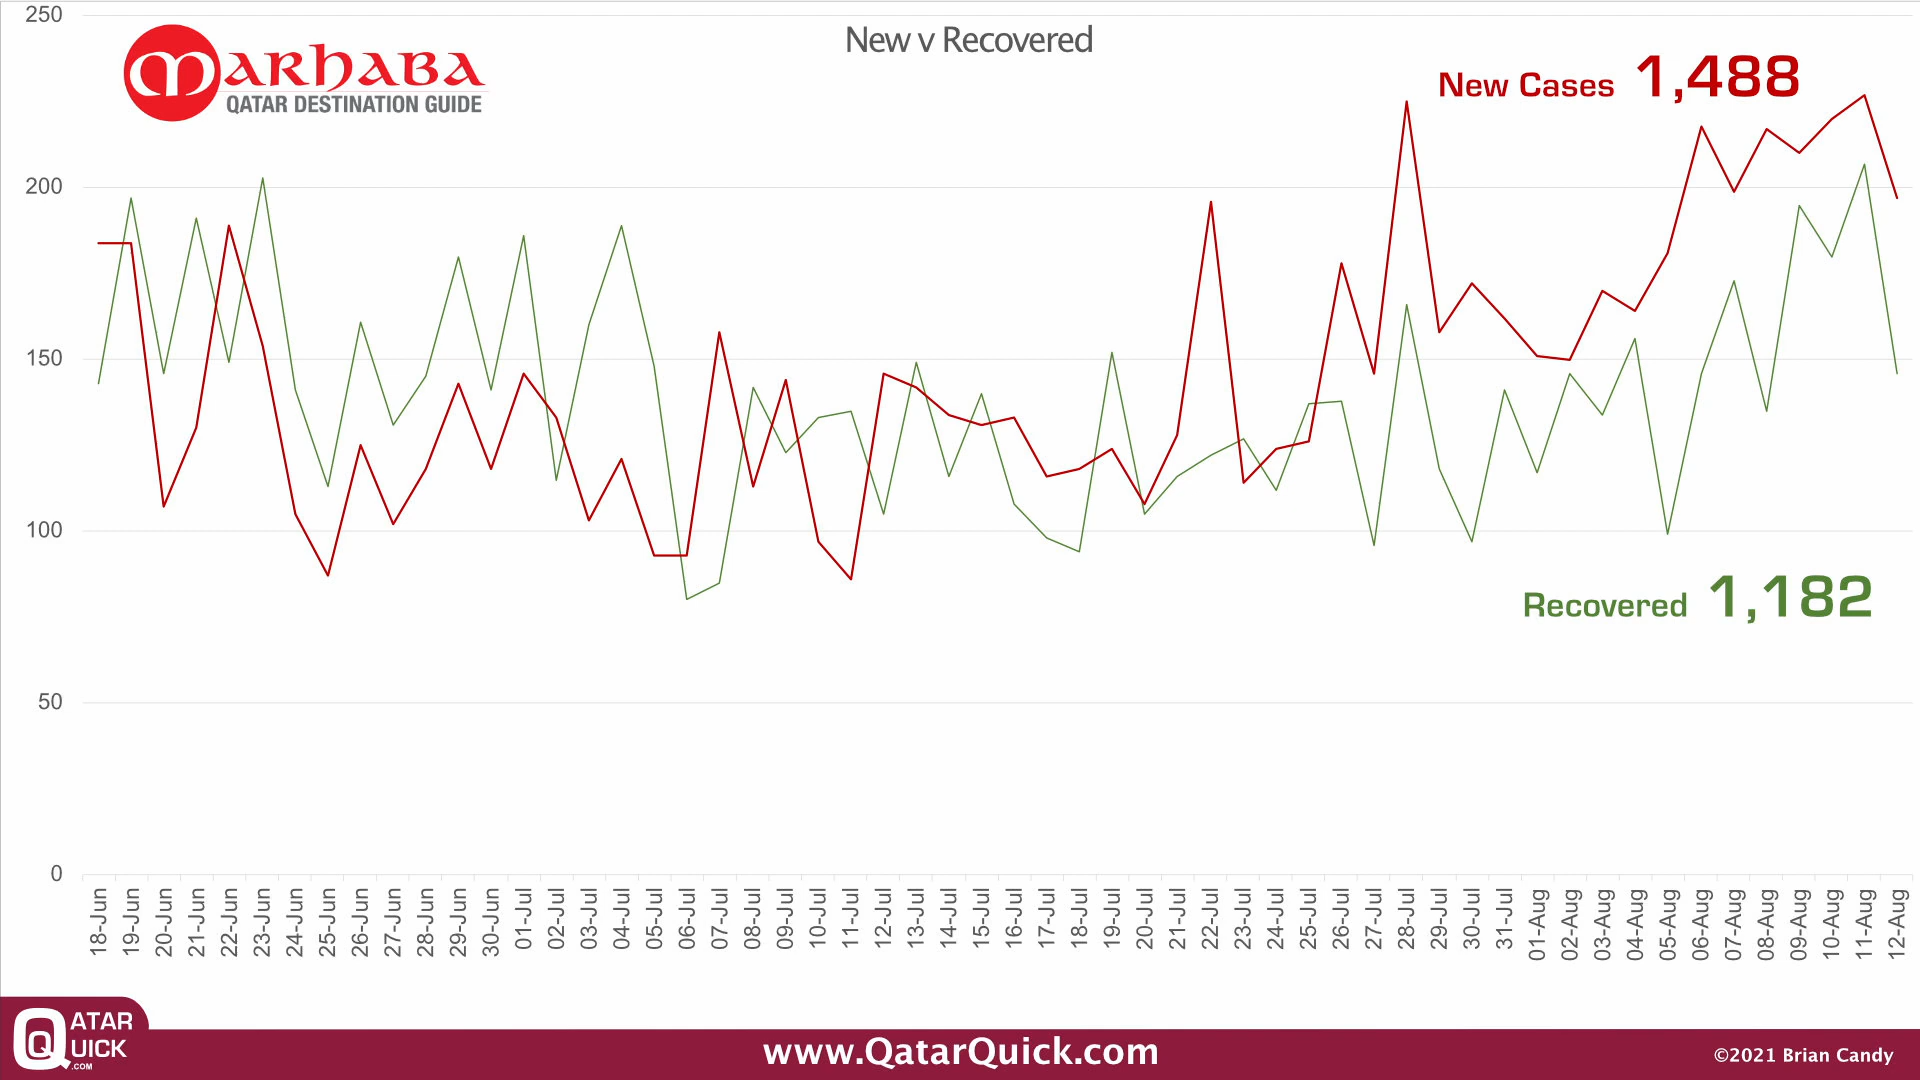 New v Recovered
MARHABA
QATAR DESTINATION GUIDE
New Cases 1,488
Recovered 1,182
250
200
150
100
50
0
18-Jun
19-Jun
20-Jun
21-Jun
22-Jun
23-Jun
24-Jun
25-Jun
26-Jun
27-Jun
28-Jun
29-Jun
30-Jun
01-Jul
02-Jul
03-Jul
04-Jul
05-Jul
06-Jul
07-Jul
08-Jul
09-Jul
10-Jul
11-Jul
12-Jul
13-Jul
14-Jul
15-Jul
16-Jul
17-Jul
18-Jul
19-Jul
20-Jul
21-Jul
22-Jul
23-Jul
24-Jul
25-Jul
26-Jul
27-Jul
28-Jul
29-Jul
30-Jul
31-Jul
01-Aug
02-Aug
03-Aug
04-Aug
05-Aug
06-Aug
07-Aug
08-Aug
09-Aug
10-Aug
11-Aug
12-Aug
QATAR
QUICK
.COM
www.QatarQuick.com
©2021 Brian Candy